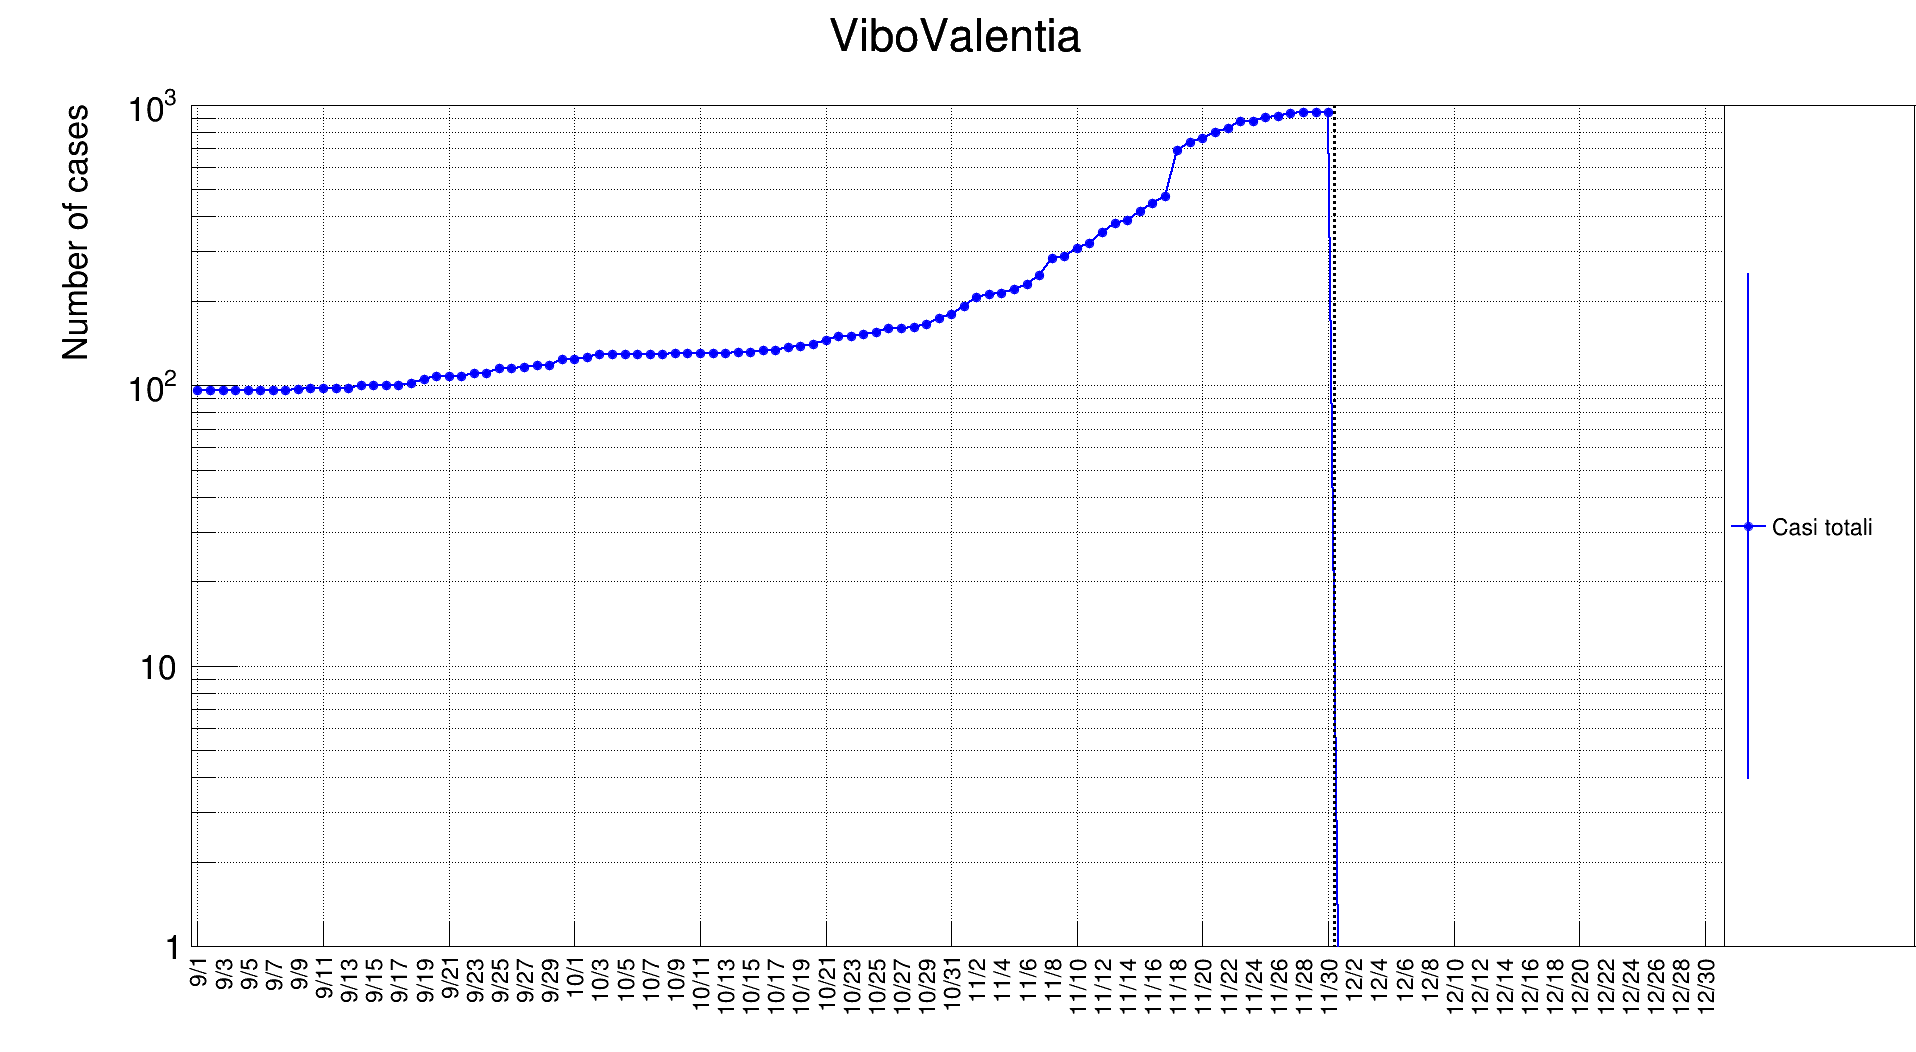 ViboValentia
Number of cases
10³
10²
10
1
9/1 9/3 9/5 9/7 9/9 9/11 9/13 9/15 9/17 9/19 9/21 9/23 9/25 9/27 9/29 10/1 10/3 10/5 10/7 10/9 10/11 10/13 10/15 10/17 10/19 10/21 10/23 10/25 10/27 10/29 10/31 11/2 11/4 11/6 11/8 11/10 11/12 11/14 11/16 11/18 11/20 11/22 11/24 11/26 11/28 11/30 12/2 12/4 12/6 12/8 12/10 12/12 12/14 12/16 12/18 12/20 12/22 12/24 12/26 12/28 12/30
Casi totali